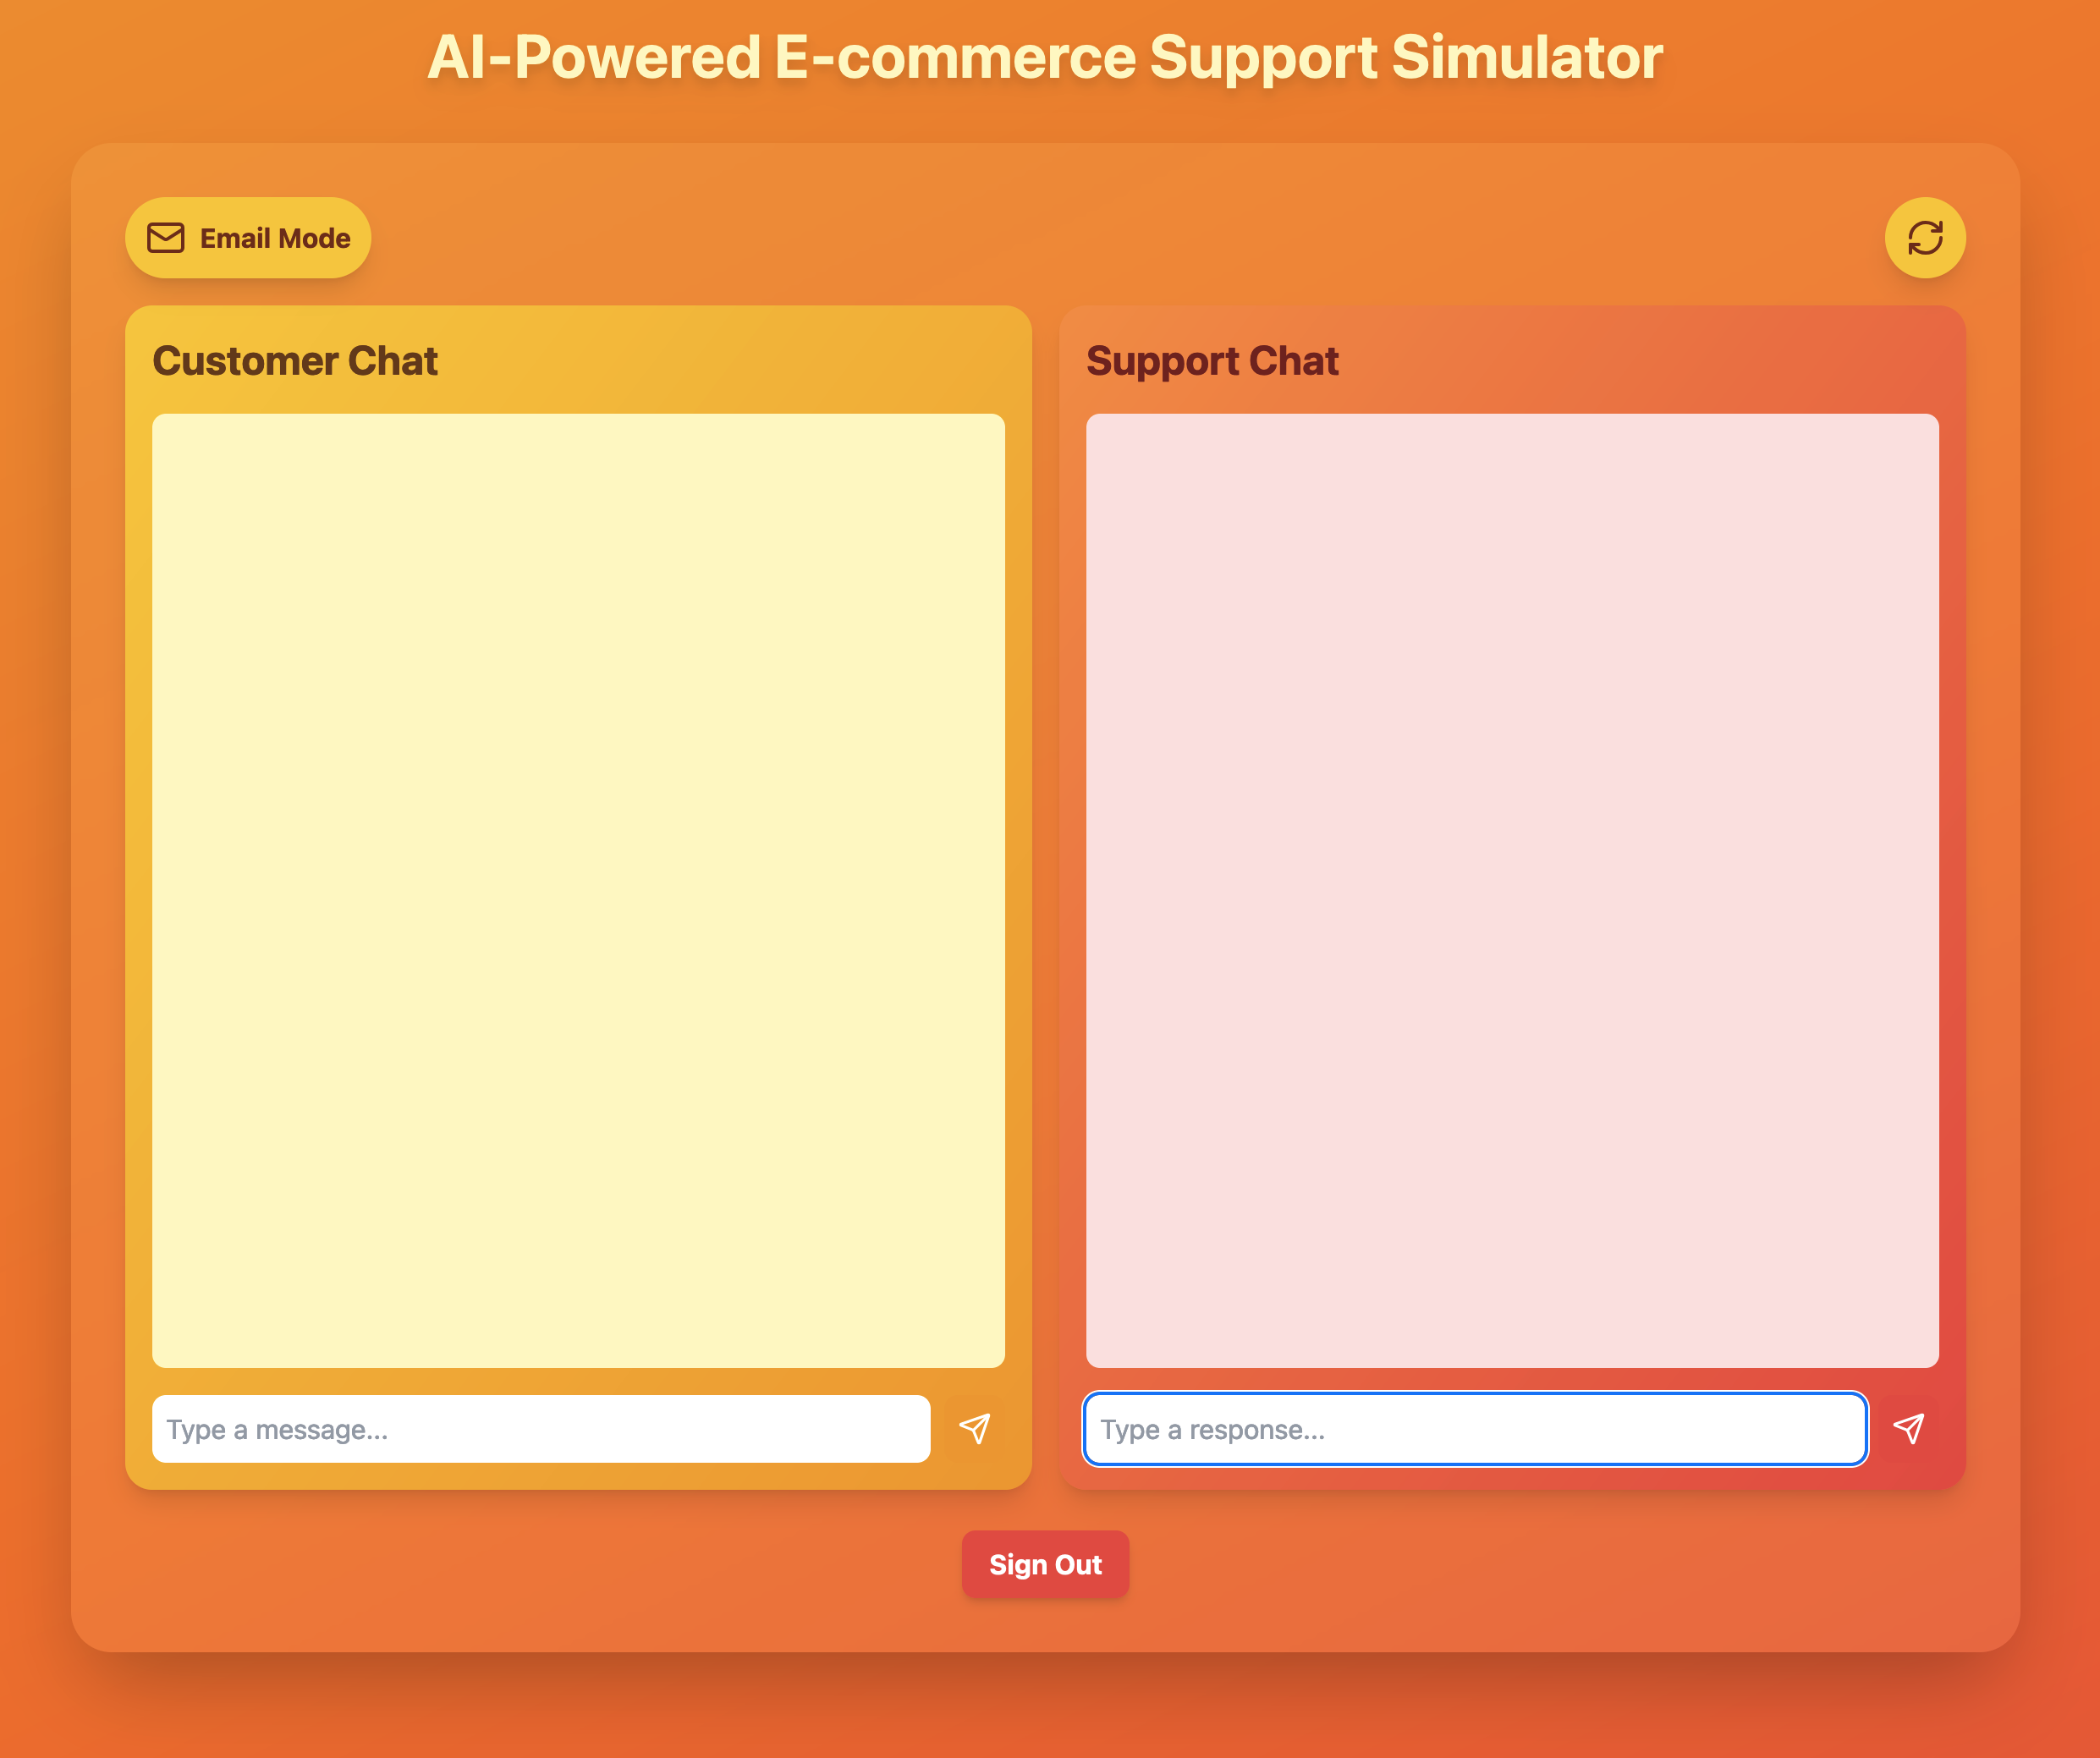 AI-Powered E-commerce Support Simulator
Email Mode
Customer Chat
Support Chat
Type a message...
Type a response...
Sign Out